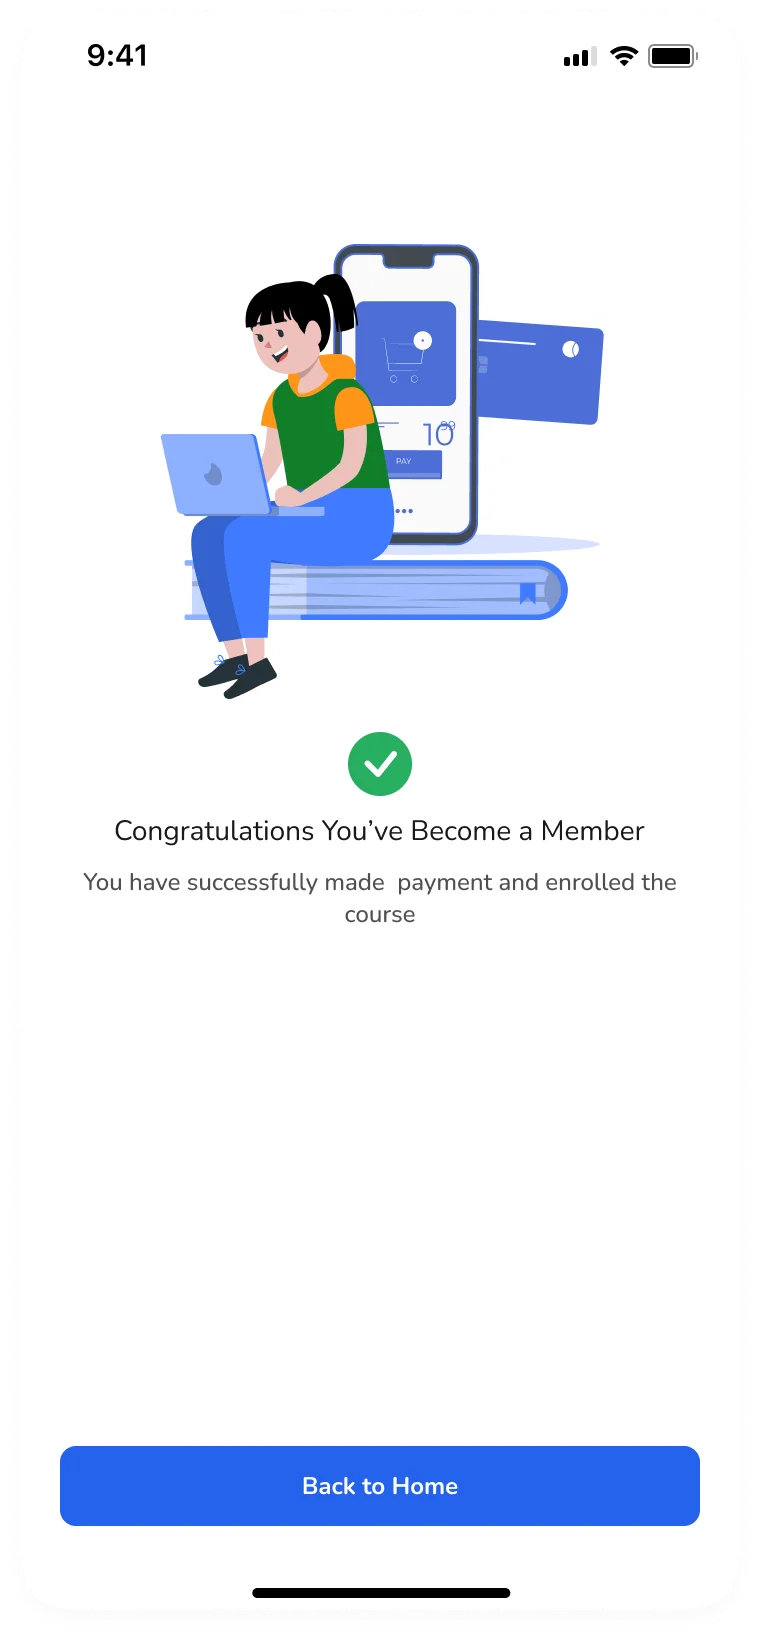 9:41
10
99
PAY
Congratulations You’ve Become a Member
You have successfully made  payment and enrolled the
course
Back to Home